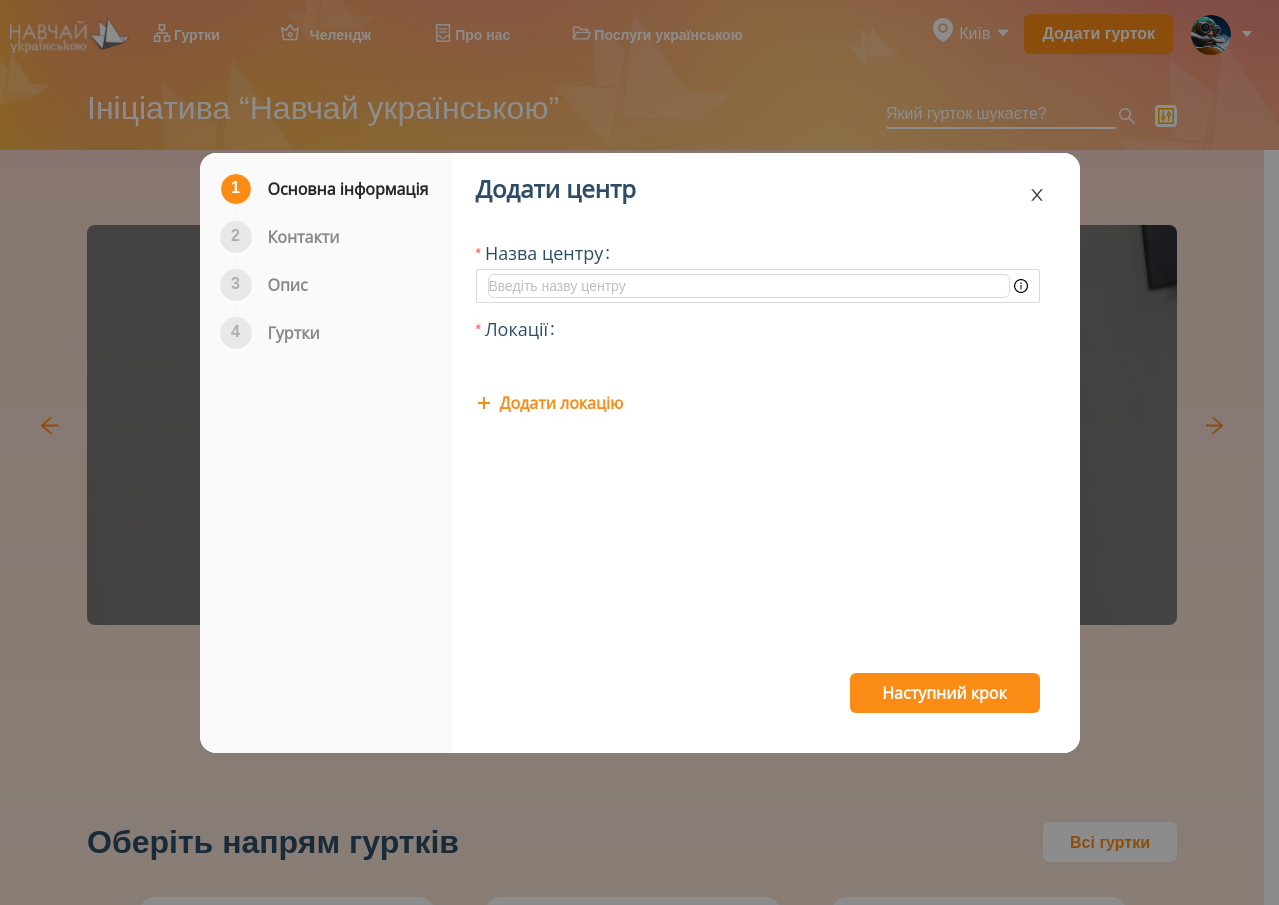 НАВЧАЙ
українською
Гуртки
Челендж
Про нас
Послуги українською
Київ
Додати гурток
Ініціатива “Навчай українською”
Який гурток шукаєте?
1 Основна інформація
2 Контакти
3 Опис
4 Гуртки
Додати центр
* Назва центру:
Введіть назву центру
* Локації:
+ Додати локацію
Наступний крок
Оберіть напрям гуртків
Всі гуртки